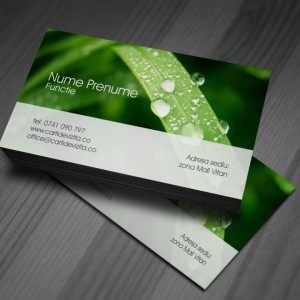 Nume Prenume
Functie
tel: 0741 090 797
www.cartidevizita.co
office@cartidevizita.co
Adresa sediu:
zona Mall Vitan
Adresa sediu:
zona Mall Vitan